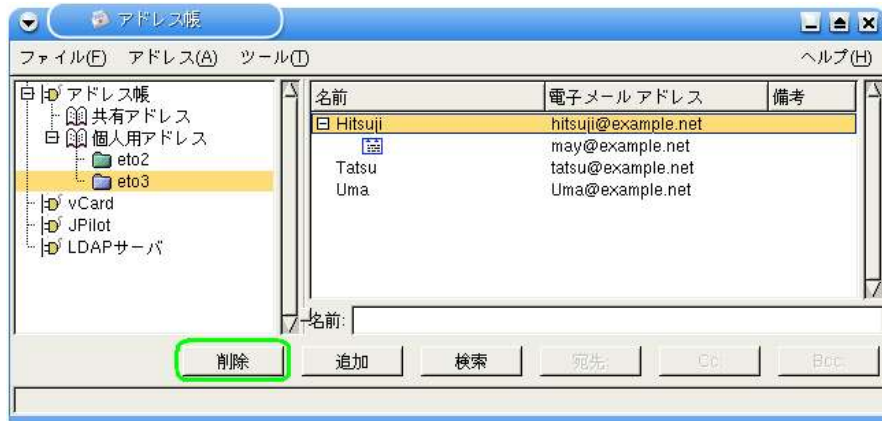 アドレス帳
ファイル(F) アドレス(A) ツール(T) ヘルプ(H)
アドレス帳
共有アドレス
個人用アドレス
eto2
eto3
vCard
JPilot
LDAPサーバ
名前 電子メール アドレス 備考
Hitsuji hitsuji@example.net
may@example.net
Tatsu tatsu@example.net
Uma Uma@example.net
名前:
削除 追加 検索 宛先: Cc: Bcc: